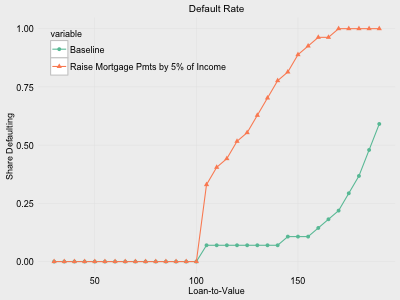 Default Rate
variable
Baseline
Raise Mortgage Pmts by 5% of Income
Share Defaulting
1.00
0.75
0.50
0.25
0.00
50
100
150
Loan-to-Value